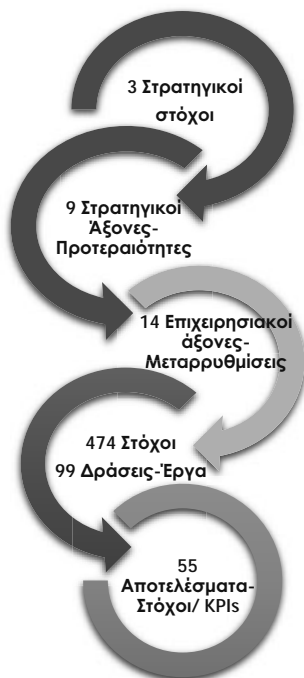 3 Στρατηγικοί
στόχοι
9 Στρατηγικοί
Άξονες-
Προτεραιότητες
14 Επιχειρησιακοί
άξονες-
Μεταρρυθμίσεις
474 Στόχοι
99 Δράσεις-Έργα
55
Αποτελέσματα-
Στόχοι/ KPIs